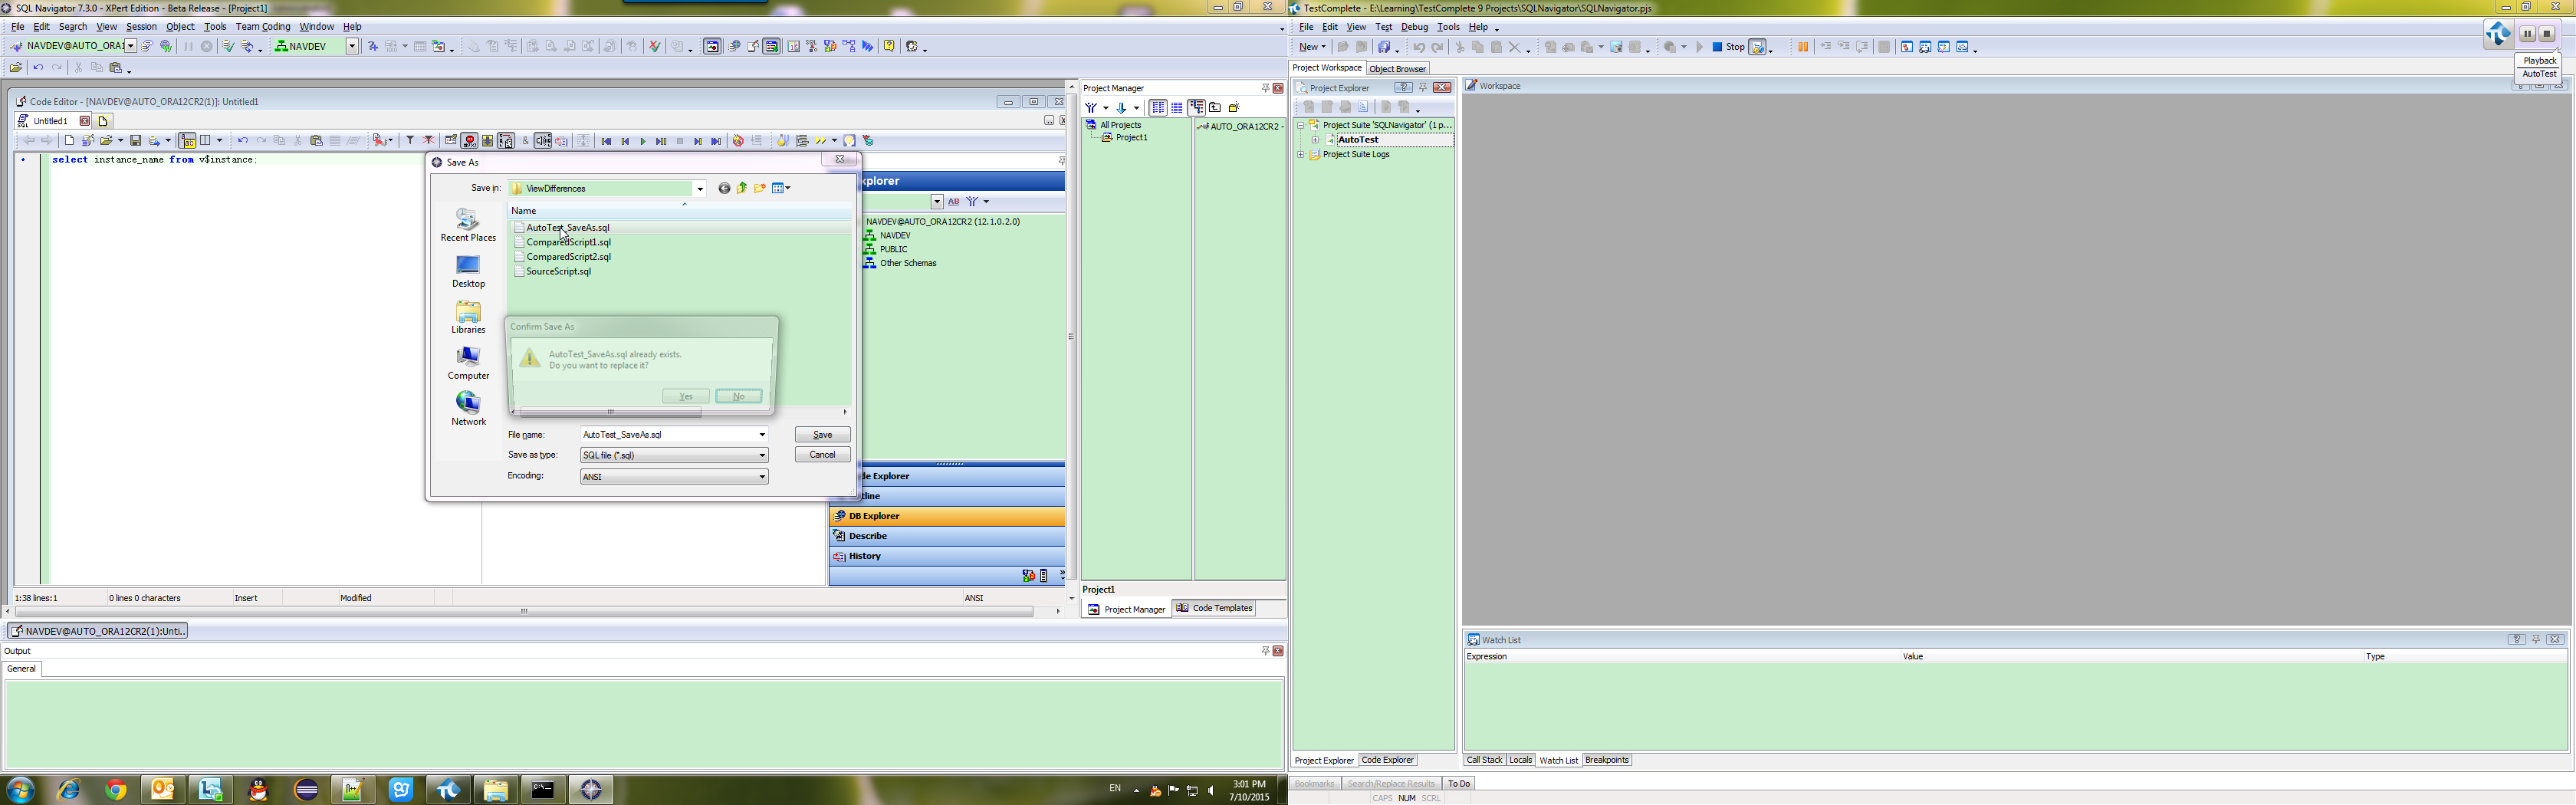 SQL Navigator 7.3.0 - XPert Edition - Beta Release - [Project1]
File Edit Search View Session Object Tools Team Coding Window Help
NAVDEV@AUTO_ORA1
NAVDEV
Code Editor - [NAVDEV@AUTO_ORA12CR2(1)]: Untitled1
Untitled1
select instance_name from v$instance;
Save As
Save in: ViewDifferences
Name
AutoTest_SaveAs.sql
ComparedScript1.sql
ComparedScript2.sql
SourceScript.sql
Recent Places
Desktop
Libraries
Computer
Network
Confirm Save As
AutoTest_SaveAs.sql already exists.
Do you want to replace it?
Yes No
File name: AutoTest_SaveAs.sql Save
Save as type: SQL file (*.sql) Cancel
Encoding: ANSI
xplorer
NAVDEV@AUTO_ORA12CR2 (12.1.0.2.0)
NAVDEV
PUBLIC
Other Schemas
de Explorer
tline
DB Explorer
Describe
History
1:38 lines:1 0 lines 0 characters Insert Modified ANSI
Project Manager
All Projects
Project1
AUTO_ORA12CR2 -
Project1
Project Manager Code Templates
NAVDEV@AUTO_ORA12CR2(1):Unti..
Output
General
EN
3:01 PM
7/10/2015
TestComplete - E:\Learning\TestComplete 9 Projects\SQLNavigator\SQLNavigator.pjs
File Edit View Test Debug Tools Help
New Stop
Playback
AutoTest
Project Workspace Object Browser
Project Explorer
Project Suite 'SQLNavigator' (1 p...
AutoTest
Project Suite Logs
Workspace
Project Explorer Code Explorer
Watch List
Expression Value Type
Call Stack Locals Watch List Breakpoints
Bookmarks Search/Replace Results To Do
CAPS NUM SCRL